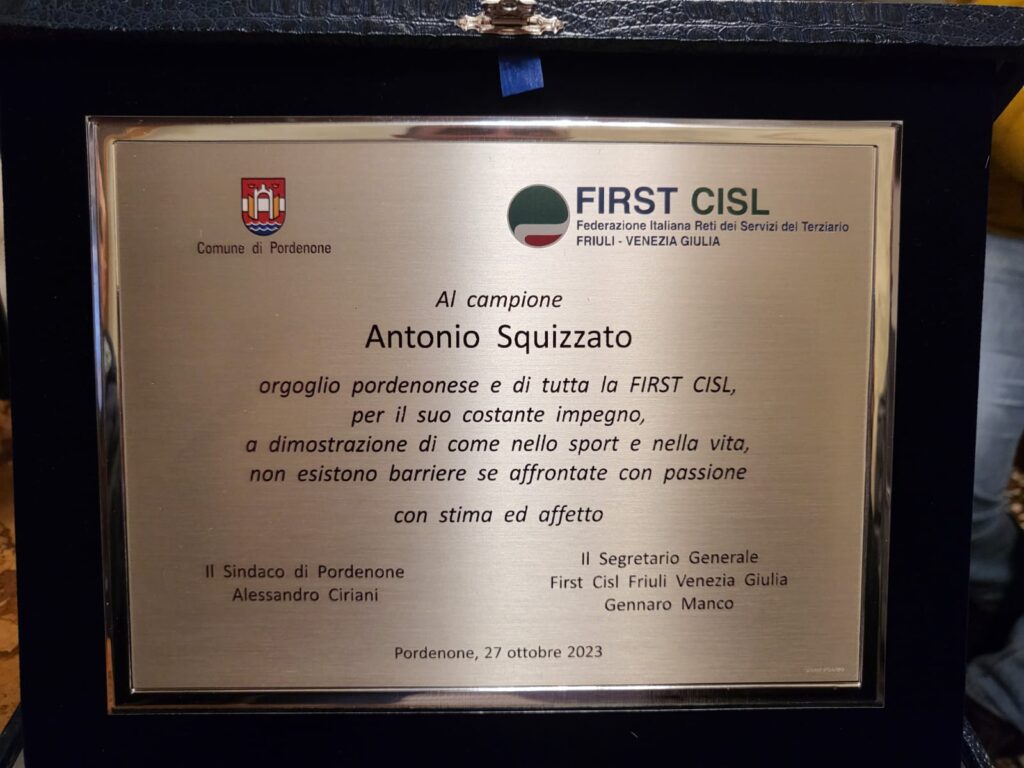 Comune di Pordenone
FIRST CISL
Federazione Italiana Reti dei Servizi del Terziario
FRIULI - VENEZIA GIULIA
Al campione
Antonio Squizzato
orgoglio pordenonese e di tutta la FIRST CISL,
per il suo costante impegno,
a dimostrazione di come nello sport e nella vita,
non esistono barriere se affrontate con passione
con stima ed affetto
Il Sindaco di Pordenone
Alessandro Ciriani
Il Segretario Generale
First Cisl Friuli Venezia Giulia
Gennaro Manco
Pordenone, 27 ottobre 2023